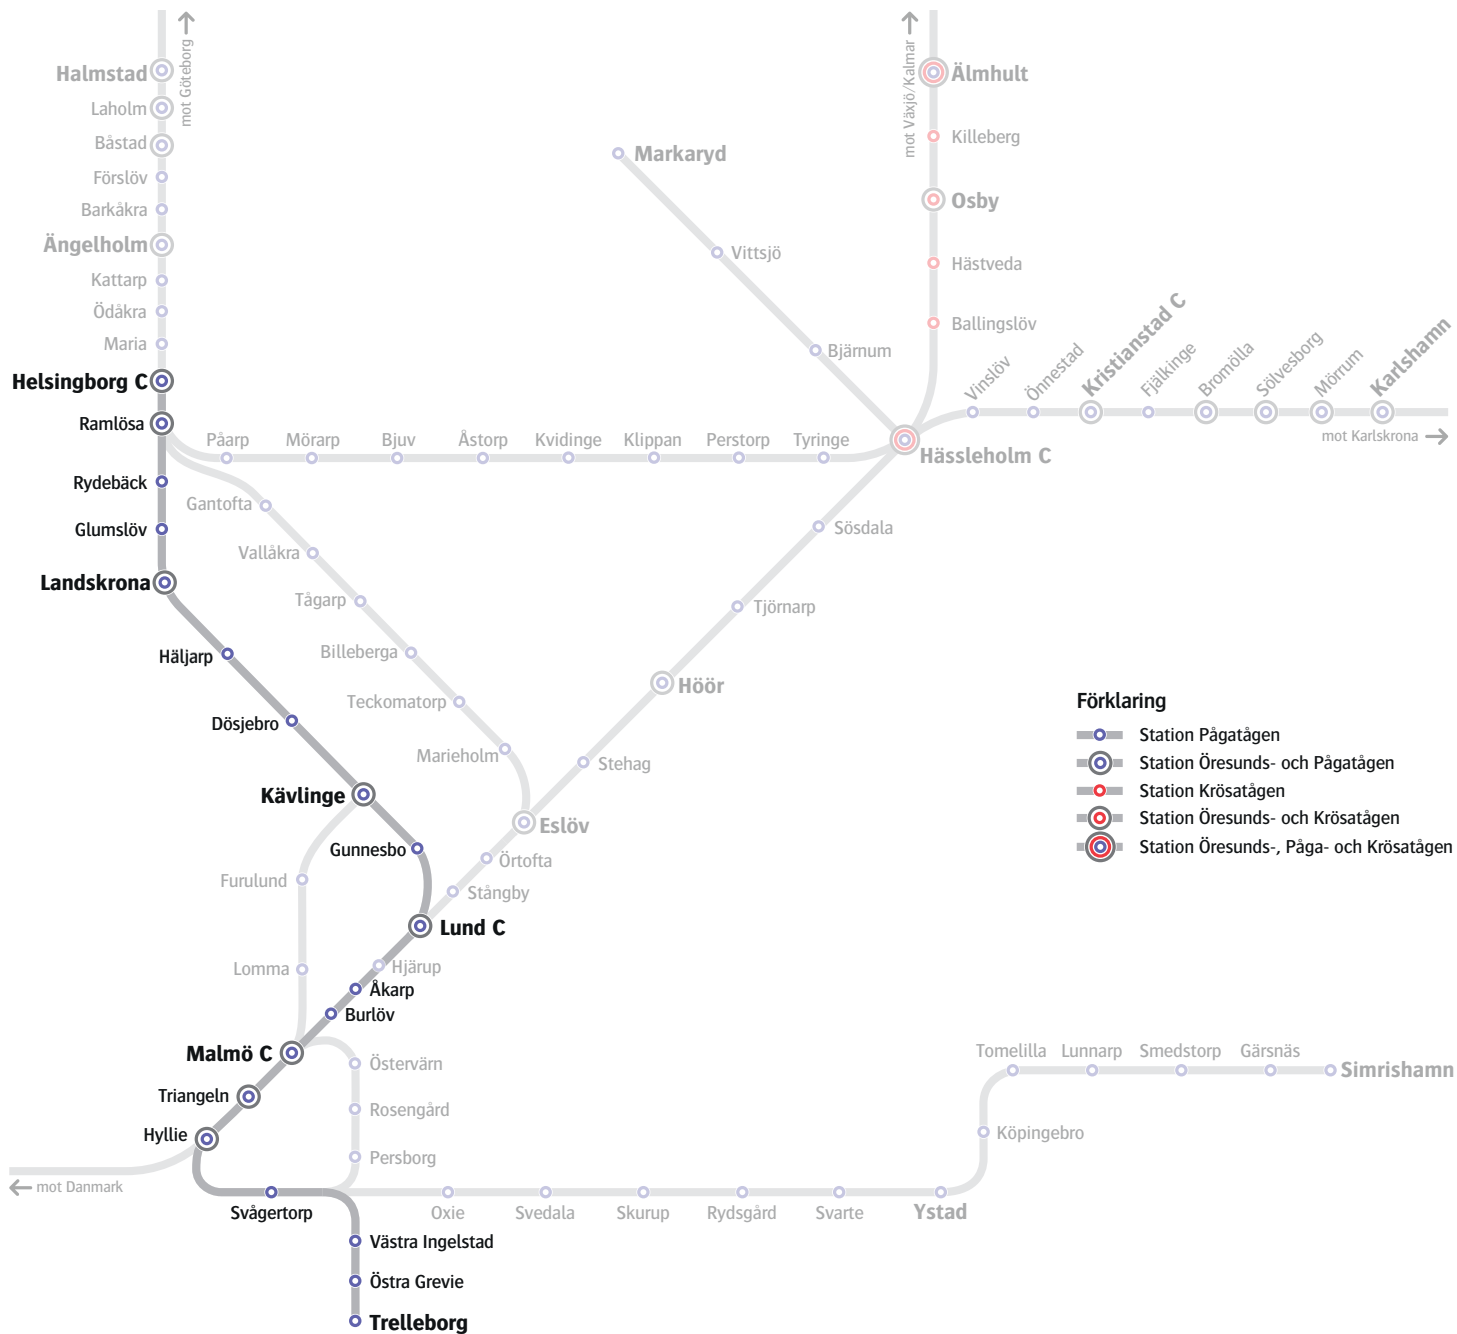 mot Göteborg
Halmstad
Laholm
Båstad
Förslöv
Barkåkra
Ängelholm
Kattarp
Ödåkra
Maria
Helsingborg C
Ramlösa
Rydebäck
Glumslöv
Landskrona
Häljarp
Dösjebro
Kävlinge
Gunnesbo
Furulund
Lomma
Lund C
Hjärup
Åkarp
Burlöv
Malmö C
Triangeln
Hyllie
mot Danmark
Svågertorp
Västra Ingelstad
Östra Grevie
Trelleborg
Östervärn
Rosengård
Persborg
Oxie
Svedala
Skurup
Rydsgård
Svarte
Ystad
Köpingebro
Tomelilla
Lunnarp
Smedstorp
Gärsnäs
Simrishamn
Påarp
Mörarp
Bjuv
Åstorp
Kvidinge
Klippan
Perstorp
Tyringe
Hässleholm C
Gantofta
Vallåkra
Tågarp
Billeberga
Teckomatorp
Marieholm
Eslöv
Örtofta
Stångby
Stehag
Höör
Tjörnarp
Sösdala
Markaryd
Vittsjö
Bjärnum
mot Växjö/Kalmar
Älmhult
Killeberg
Osby
Hästveda
Ballingslöv
Vinslöv
Önnestad
Kristianstad C
Fjälkinge
Bromölla
Sölvesborg
Mörrum
Karlshamn
mot Karlskrona
Förklaring
Station Pågatågen
Station Öresunds- och Pågatågen
Station Krösatågen
Station Öresunds- och Krösatågen
Station Öresunds-, Påga- och Krösatågen